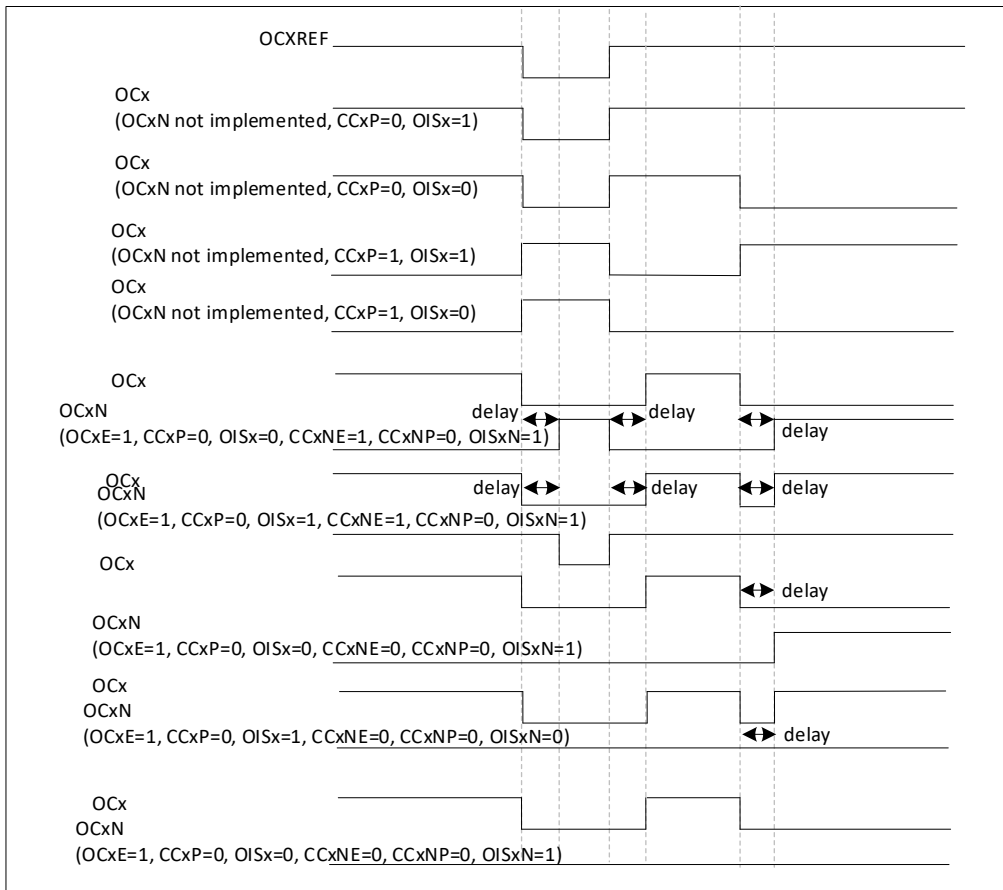 OCXREF
OCx
(OCxN not implemented, CCxP=0, OISx=1)
OCx
(OCxN not implemented, CCxP=0, OISx=0)
OCx
(OCxN not implemented, CCxP=1, OISx=1)
OCx
(OCxN not implemented, CCxP=1, OISx=0)
OCx
OCxN
delay
delay
(OCxE=1, CCxP=0, OISx=0, CCxNE=1, CCxNP=0, OISxN=1)
delay
OCx
OCxN
delay
delay
delay
(OCxE=1, CCxP=0, OISx=1, CCxNE=1, CCxNP=0, OISxN=1)
OCx
delay
OCxN
(OCxE=1, CCxP=0, OISx=0, CCxNE=0, CCxNP=0, OISxN=1)
OCx
OCxN
(OCxE=1, CCxP=0, OISx=1, CCxNE=0, CCxNP=0, OISxN=0)
delay
OCx
OCxN
(OCxE=1, CCxP=0, OISx=0, CCxNE=0, CCxNP=0, OISxN=1)